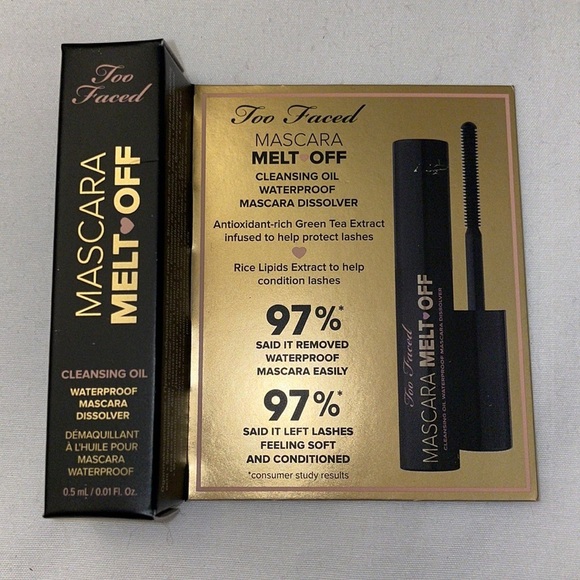 Too
Faced
MASCARA
MELT♥OFF
CLEANSING OIL
WATERPROOF
MASCARA
DISSOLVER
DÉMAQUILLANT
À L'HUILE POUR
MASCARA
WATERPROOF
0.5 mL / 0.01 Fl. Oz.
Too Faced
MASCARA
MELT♥OFF
CLEANSING OIL
WATERPROOF
MASCARA DISSOLVER
Antioxidant-rich Green Tea Extract
infused to help protect lashes
Rice Lipids Extract to help
condition lashes
97%*
SAID IT REMOVED
WATERPROOF
MASCARA EASILY
97%*
SAID IT LEFT LASHES
FEELING SOFT
AND CONDITIONED
*consumer study results
Too Faced
MASCARA MELT♥OFF
CLEANSING OIL WATERPROOF MASCARA DISSOLVER